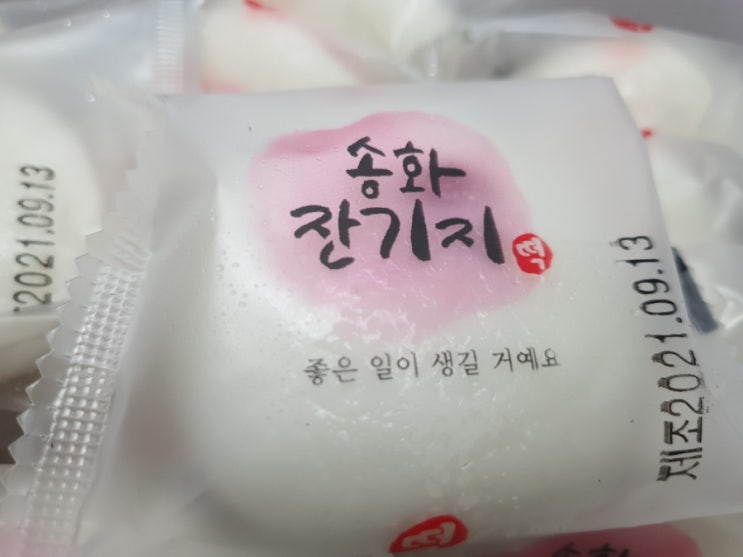 송화
잔기지
좋은 일이 생길 거예요
제조2021.09.13
2021.09.13